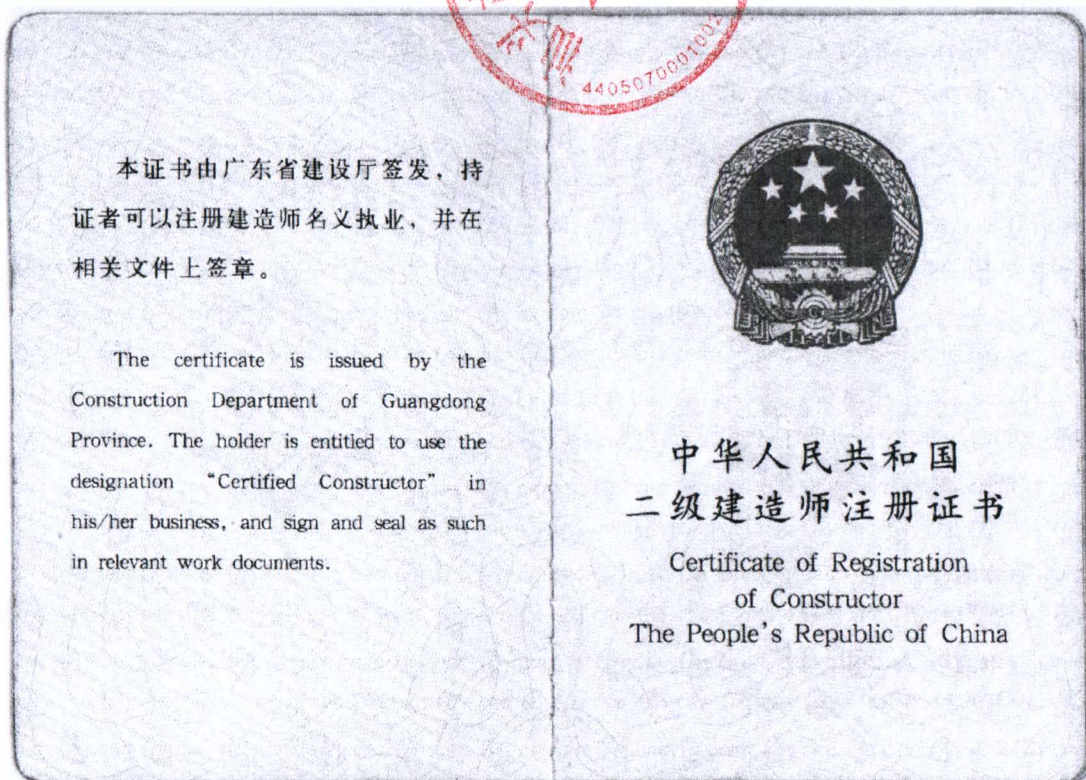 4405070001002
本证书由广东省建设厅签发，持
证者可以注册建造师名义执业，并在
相关文件上签章。
The certificate is issued by the
Construction Department of Guangdong
Province. The holder is entitled to use the
designation “Certified Constructor” in
his/her business, and sign and seal as such
in relevant work documents.
中华人民共和国
二级建造师注册证书
Certificate of Registration
of Constructor
The People's Republic of China